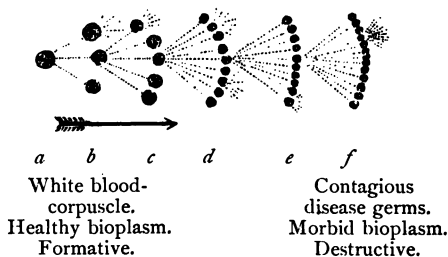 a b c d e f
White blood-
corpuscle.
Healthy bioplasm.
Formative.
Contagious
disease germs.
Morbid bioplasm.
Destructive.